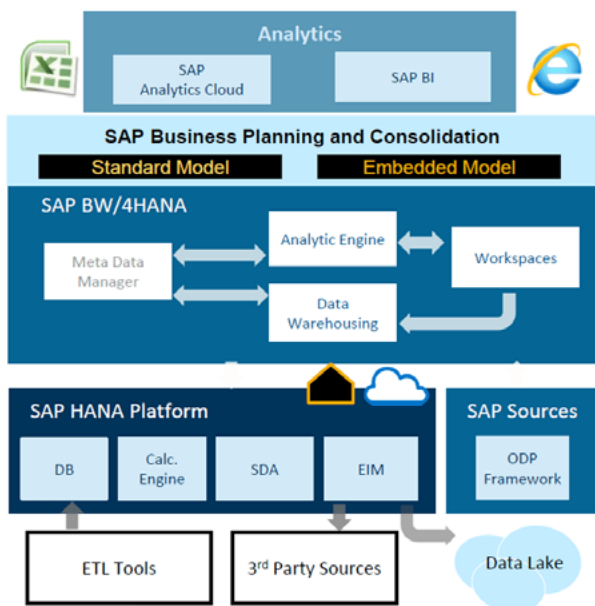 Analytics
SAP
Analytics Cloud
SAP BI
SAP Business Planning and Consolidation
Standard Model
Embedded Model
SAP BW/4HANA
Meta Data
Manager
Analytic Engine
Workspaces
Data
Warehousing
SAP HANA Platform
SAP Sources
DB
Calc.
Engine
SDA
EIM
ODP
Framework
ETL Tools
3rd Party Sources
Data Lake